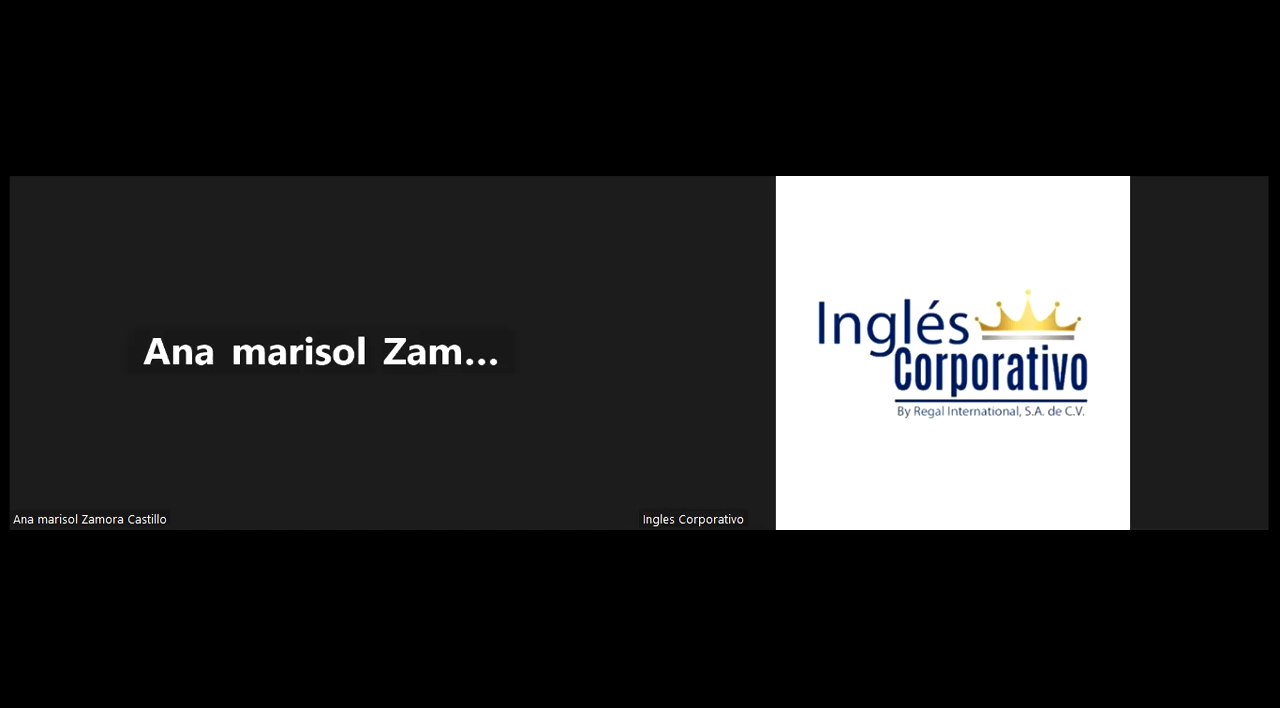 Ana marisol Zam...
Ana marisol Zamora Castillo
Inglés
Corporativo
By Regal International, S.A. de C.V.
Ingles Corporativo